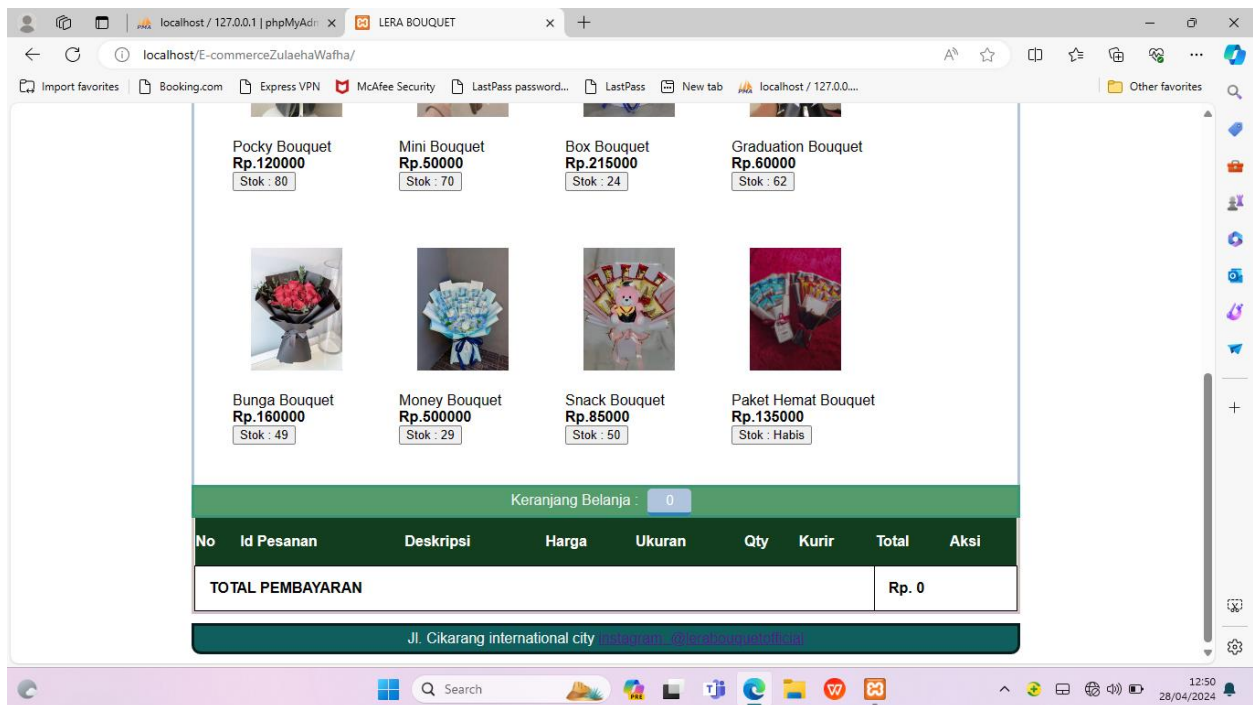 localhost / 127.0.0.1 | phpMyAdn
LERA BOUQUET
localhost/E-commerceZulaehaWafha/
Import favorites
Booking.com
Express VPN
McAfee Security
LastPass password...
LastPass
New tab
localhost / 127.0.0....
Other favorites
Pocky Bouquet
Rp.120000
Stok : 80
Mini Bouquet
Rp.50000
Stok : 70
Box Bouquet
Rp.215000
Stok : 24
Graduation Bouquet
Rp.60000
Stok : 62
Bunga Bouquet
Rp.160000
Stok : 49
Money Bouquet
Rp.500000
Stok : 29
Snack Bouquet
Rp.85000
Stok : 50
Paket Hemat Bouquet
Rp.135000
Stok : Habis
Keranjang Belanja : 0
No Id Pesanan Deskripsi Harga Ukuran Qty Kurir Total Aksi
TOTAL PEMBAYARAN Rp. 0
Jl. Cikarang international city instagram: @lerabouquetofficial
Search
PRE
12:50
28/04/2024